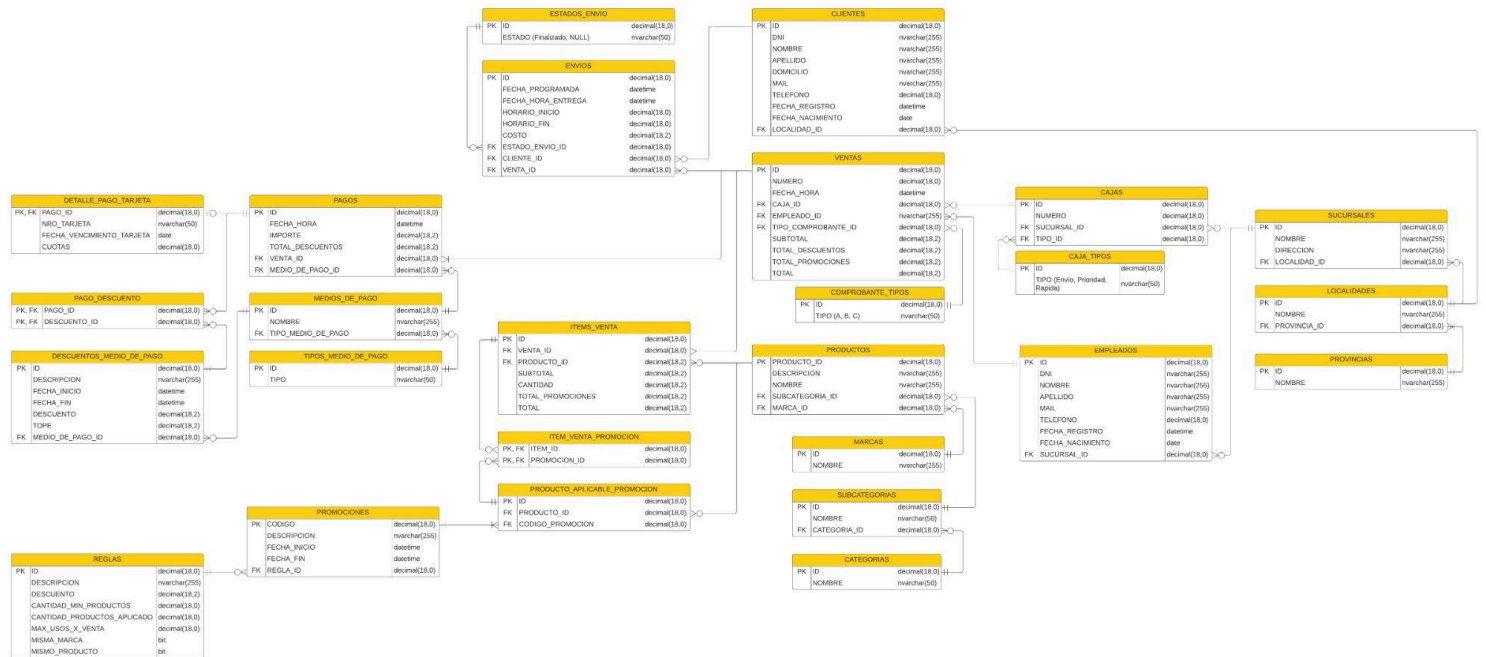 ESTADOS_ENVIO
PK ID decimal(18,0)
ESTADO (Finalizado, NULL) nvarchar(50)
ENVIOS
PK ID decimal(18,0)
FECHA_PROGRAMADA datetime
FECHA_HORA_ENTREGA datetime
HORARIO_INICIO decimal(18,0)
HORARIO_FIN decimal(18,0)
COSTO decimal(18,2)
FK ESTADO_ENVIO_ID decimal(18,0)
FK CLIENTE_ID decimal(18,0)
FK VENTA_ID decimal(18,0)
CLIENTES
PK ID decimal(18,0)
DNI nvarchar(255)
NOMBRE nvarchar(255)
APELLIDO nvarchar(255)
DOMICILIO nvarchar(255)
MAIL nvarchar(255)
TELEFONO decimal(18,0)
FECHA_REGISTRO datetime
FECHA_NACIMIENTO date
FK LOCALIDAD_ID decimal(18,0)
VENTAS
PK ID decimal(18,0)
NUMERO decimal(18,0)
FECHA_HORA datetime
FK CAJA_ID decimal(18,0)
FK EMPLEADO_ID nvarchar(255)
FK TIPO_COMPROBANTE_ID decimal(18,0)
SUBTOTAL decimal(18,2)
TOTAL_DESCUENTOS decimal(18,2)
TOTAL_PROMOCIONES decimal(18,2)
TOTAL decimal(18,2)
DETALLE_PAGO_TARJETA
PK, FK PAGO_ID decimal(18,0)
NRO_TARJETA nvarchar(50)
FECHA_VENCIMIENTO_TARJETA date
CUOTAS decimal(18,0)
PAGOS
PK ID decimal(18,0)
FECHA_HORA datetime
IMPORTE decimal(18,2)
TOTAL_DESCUENTOS decimal(18,2)
FK VENTA_ID decimal(18,0)
FK MEDIO_DE_PAGO_ID decimal(18,0)
CAJAS
PK ID decimal(18,0)
NUMERO decimal(18,0)
FK SUCURSAL_ID decimal(18,0)
FK TIPO_ID decimal(18,0)
SUCURSALES
PK ID decimal(18,0)
NOMBRE nvarchar(255)
DIRECCION nvarchar(255)
FK LOCALIDAD_ID decimal(18,0)
CAJA_TIPOS
PK ID decimal(18,0)
TIPO (Envio, Prioridad, Rapida) nvarchar(50)
PAGO_DESCUENTO
PK, FK PAGO_ID decimal(18,0)
PK, FK DESCUENTO_ID decimal(18,0)
MEDIOS_DE_PAGO
PK ID decimal(18,0)
NOMBRE nvarchar(255)
FK TIPO_MEDIO_DE_PAGO decimal(18,0)
COMPROBANTE_TIPOS
PK ID decimal(18,0)
TIPO (A, B, C) nvarchar(50)
LOCALIDADES
PK ID decimal(18,0)
NOMBRE nvarchar(255)
FK PROVINCIA_ID decimal(18,0)
DESCUENTOS_MEDIO_DE_PAGO
PK ID decimal(18,0)
DESCRIPCION nvarchar(255)
FECHA_INICIO datetime
FECHA_FIN datetime
DESCUENTO decimal(18,2)
TOPE decimal(18,2)
FK MEDIO_DE_PAGO_ID decimal(18,0)
TIPOS_MEDIO_DE_PAGO
PK ID decimal(18,0)
TIPO nvarchar(50)
ITEMS_VENTA
PK ID decimal(18,0)
FK VENTA_ID decimal(18,0)
FK PRODUCTO_ID decimal(18,2)
SUBTOTAL decimal(18,2)
CANTIDAD decimal(18,2)
TOTAL_PROMOCIONES decimal(18,2)
TOTAL decimal(18,2)
PRODUCTOS
PK PRODUCTO_ID decimal(18,0)
DESCRIPCION nvarchar(255)
NOMBRE nvarchar(255)
FK SUBCATEGORIA_ID decimal(18,0)
FK MARCA_ID decimal(18,0)
EMPLEADOS
PK ID decimal(18,0)
DNI nvarchar(255)
NOMBRE nvarchar(255)
APELLIDO nvarchar(255)
MAIL nvarchar(255)
TELEFONO decimal(18,0)
FECHA_REGISTRO datetime
FECHA_NACIMIENTO date
FK SUCURSAL_ID decimal(18,0)
PROVINCIAS
PK ID decimal(18,0)
NOMBRE nvarchar(255)
ITEM_VENTA_PROMOCION
PK, FK ITEM_ID decimal(18,0)
PK, FK PROMOCION_ID decimal(18,0)
MARCAS
PK ID decimal(18,0)
NOMBRE nvarchar(255)
PRODUCTO_APLICABLE_PROMOCION
PK ID decimal(18,0)
FK PRODUCTO_ID decimal(18,0)
FK CODIGO_PROMOCION decimal(18,0)
SUBCATEGORIAS
PK ID decimal(18,0)
NOMBRE nvarchar(50)
FK CATEGORIA_ID decimal(18,0)
PROMOCIONES
PK CODIGO decimal(18,0)
DESCRIPCION nvarchar(255)
FECHA_INICIO datetime
FECHA_FIN datetime
FK REGLA_ID decimal(18,0)
CATEGORIAS
PK ID decimal(18,0)
NOMBRE nvarchar(50)
REGLAS
PK ID decimal(18,0)
DESCRIPCION nvarchar(255)
DESCUENTO decimal(18,2)
CANTIDAD_MIN_PRODUCTOS decimal(18,0)
CANTIDAD_PRODUCTOS_APLICADO decimal(18,0)
MAX_USOS_X_VENTA decimal(18,0)
MISMA_MARCA bit
MISMO_PRODUCTO bit